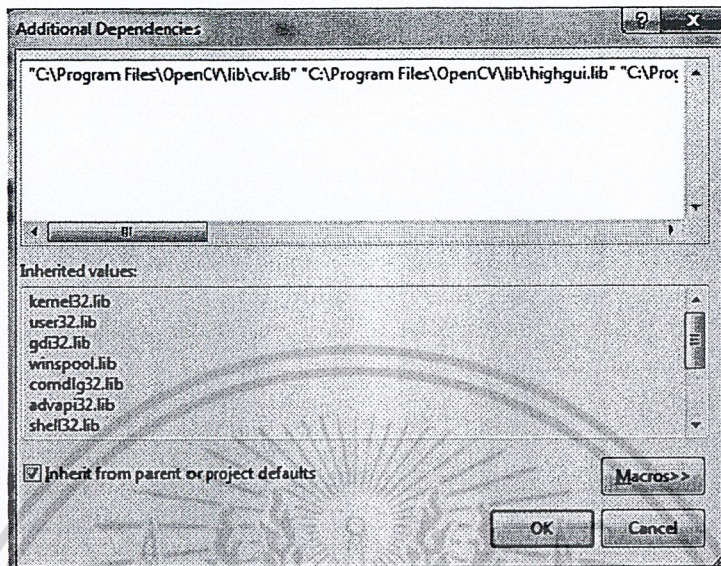 Additional Dependencies
"C:\Program Files\OpenCV\lib\cv.lib" "C:\Program Files\OpenCV\lib\highgui.lib" "C:\Prog
Inherited values:
kernel32.lib
user32.lib
gdi32.lib
winspool.lib
comdlg32.lib
advapi32.lib
shell32.lib
Inherit from parent or project defaults
Macros>>
OK
Cancel